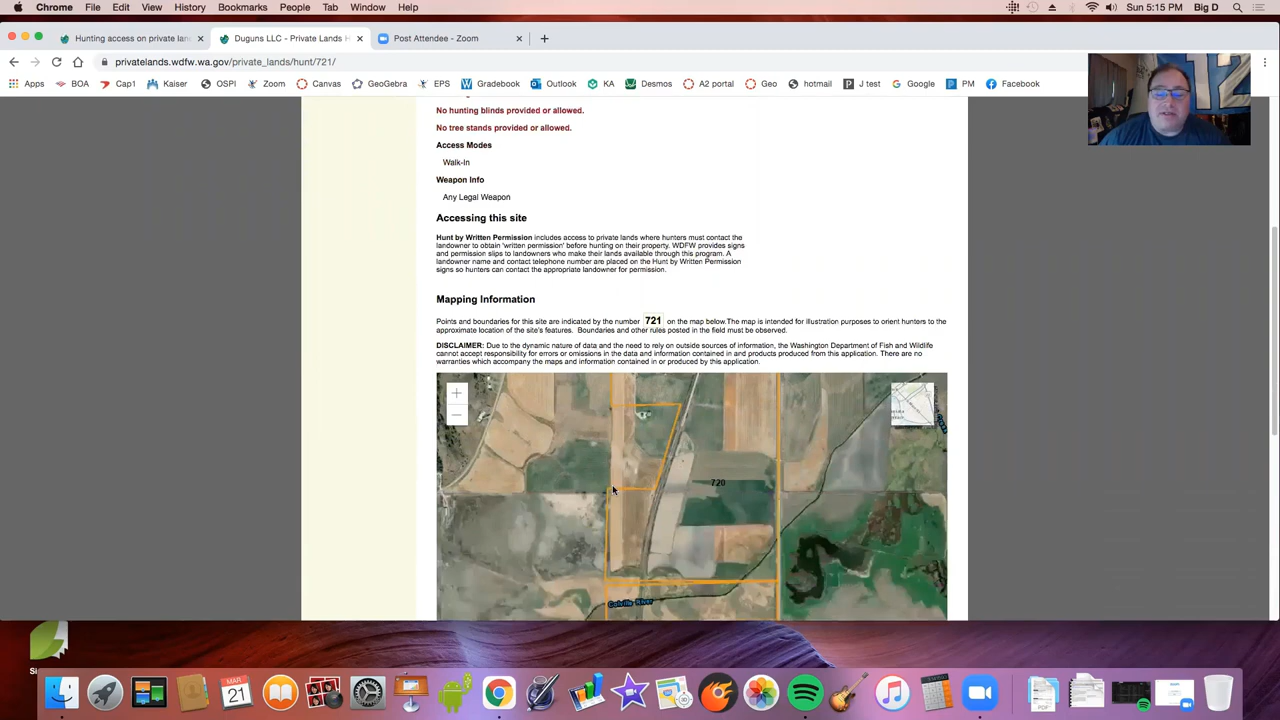 Chrome File Edit View History Bookmarks People Tab Window Help Sun 5:15 PM Big D
Hunting access on private lan Duguns LLC - Private Lands H Post Attendee - Zoom
privatelands.wdfw.wa.gov/private_lands/hunt/721/
Apps BOA Cap1 Kaiser OSPI Zoom Canvas GeoGebra EPS Gradebook Outlook KA Desmos A2 portal Geo hotmail J test Google PM Facebook
12
No hunting blinds provided or allowed.
No tree stands provided or allowed.
Access Modes
Walk-In
Weapon Info
Any Legal Weapon
Accessing this site
Hunt by Written Permission includes access to private lands where hunters must contact the
landowner to obtain 'written permission' before hunting on their property. WDFW provides signs
and permission slips to landowners who make their lands available through this program. A
landowner name and contact telephone number are placed on the Hunt by Written Permission
signs so hunters can contact the appropriate landowner for permission.
Mapping Information
Points and boundaries for this site are indicated by the number 721 on the map below.The map is intended for illustration purposes to orient hunters to the
approximate location of the site's features. Boundaries and other rules posted in the field must be observed.
DISCLAIMER: Due to the dynamic nature of data and the need to rely on outside sources of information, the Washington Department of Fish and Wildlife
cannot accept responsibility for errors or omissions in the data and information contained in and products produced from this application. There are no
warranties which accompany the maps and information contained in or produced by this application.
+
−
720
Colville River
Si
MAR
21
PDF